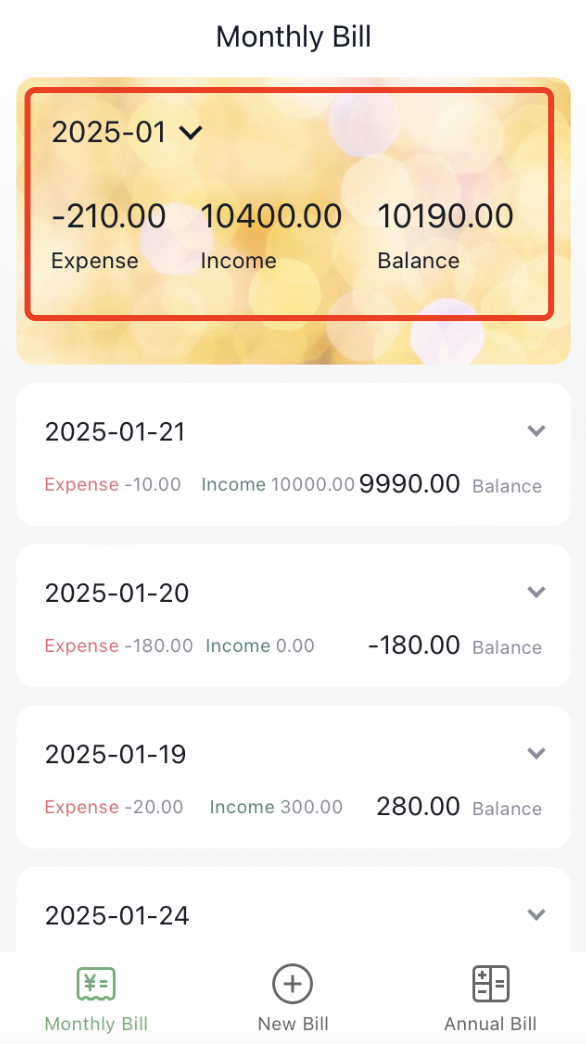 Monthly Bill
2025-01
-210.00 10400.00 10190.00
Expense Income Balance
2025-01-21
Expense -10.00 Income 10000.00 9990.00 Balance
2025-01-20
Expense -180.00 Income 0.00 -180.00 Balance
2025-01-19
Expense -20.00 Income 300.00 280.00 Balance
2025-01-24
¥
Monthly Bill New Bill Annual Bill